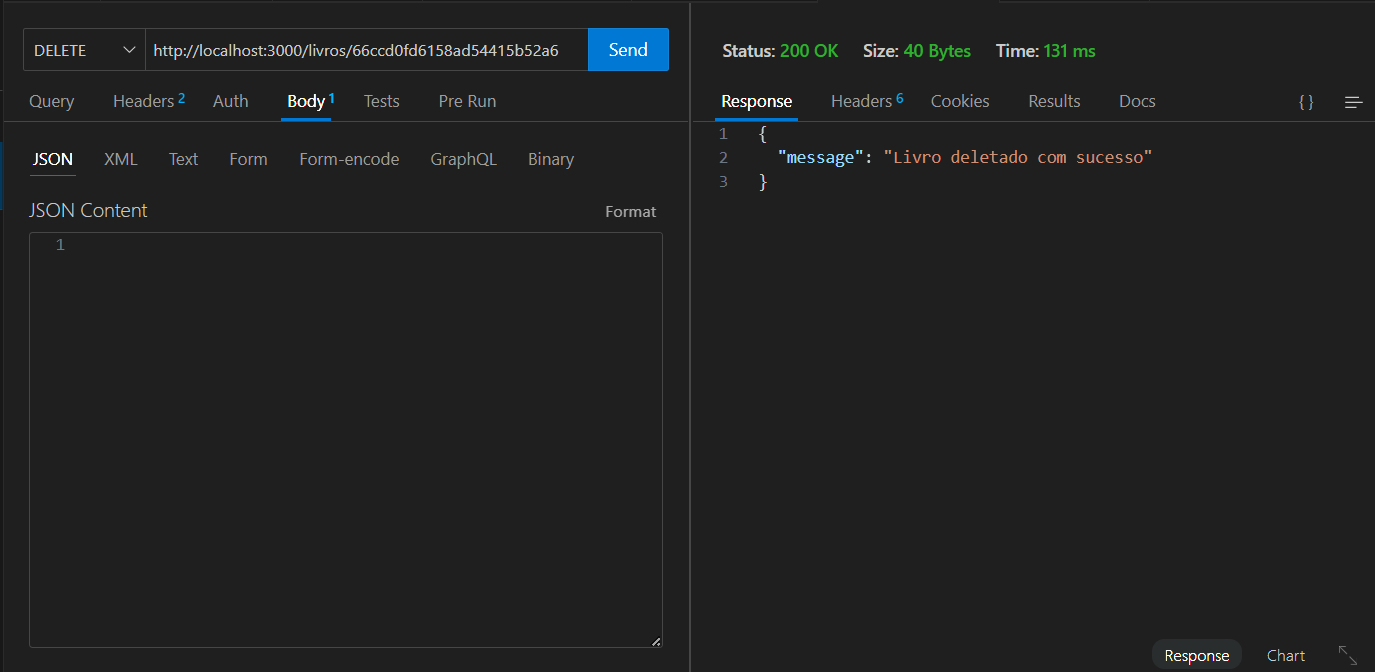 DELETE http://localhost:3000/livros/66ccd0fd6158ad54415b52a6 Send
Query Headers 2 Auth Body 1 Tests Pre Run
JSON XML Text Form Form-encode GraphQL Binary
JSON Content Format
1
Status: 200 OK Size: 40 Bytes Time: 131 ms
Response Headers 6 Cookies Results Docs { }
1 {
2 "message": "Livro deletado com sucesso"
3 }
Response Chart